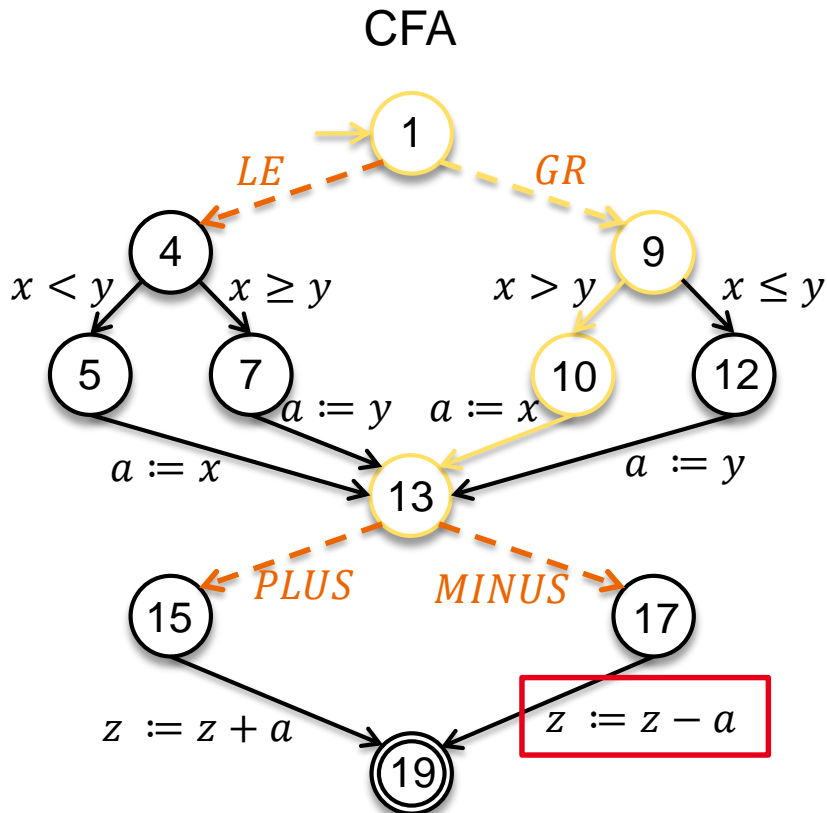 CFA
1
LE GR
4 9
x < y x ≥ y x > y x ≤ y
5 7 10 12
a ≔ y a ≔ x
a ≔ x a ≔ y
13
PLUS MINUS
15 17
z ≔ z + a z ≔ z − a
19